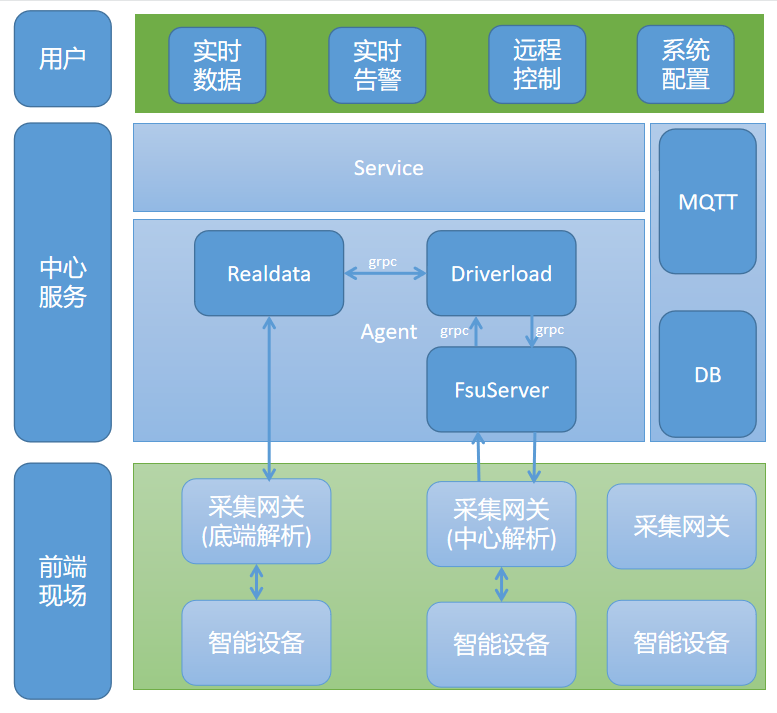 用户
实时
数据
实时
告警
远程
控制
系统
配置
中心
服务
Service
MQTT
DB
Realdata
grpc
Driverload
Agent
grpc
grpc
FsuServer
前端
现场
采集网关
(底端解析)
采集网关
(中心解析)
采集网关
智能设备
智能设备
智能设备